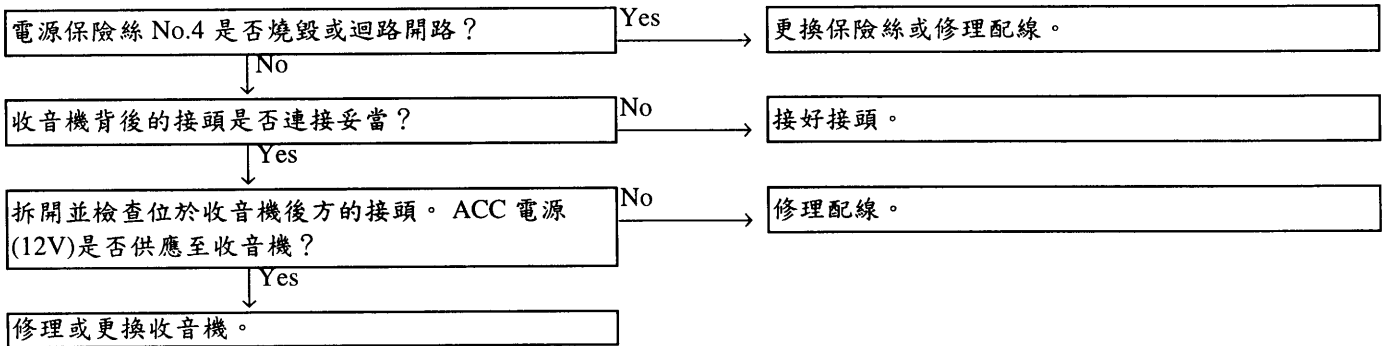 電源保險絲 No.4 是否燒毀或迴路開路？
Yes
更換保險絲或修理配線。
No
收音機背後的接頭是否連接妥當？
No
接好接頭。
Yes
拆開並檢查位於收音機後方的接頭。 ACC 電源
(12V)是否供應至收音機？
No
修理配線。
Yes
修理或更換收音機。